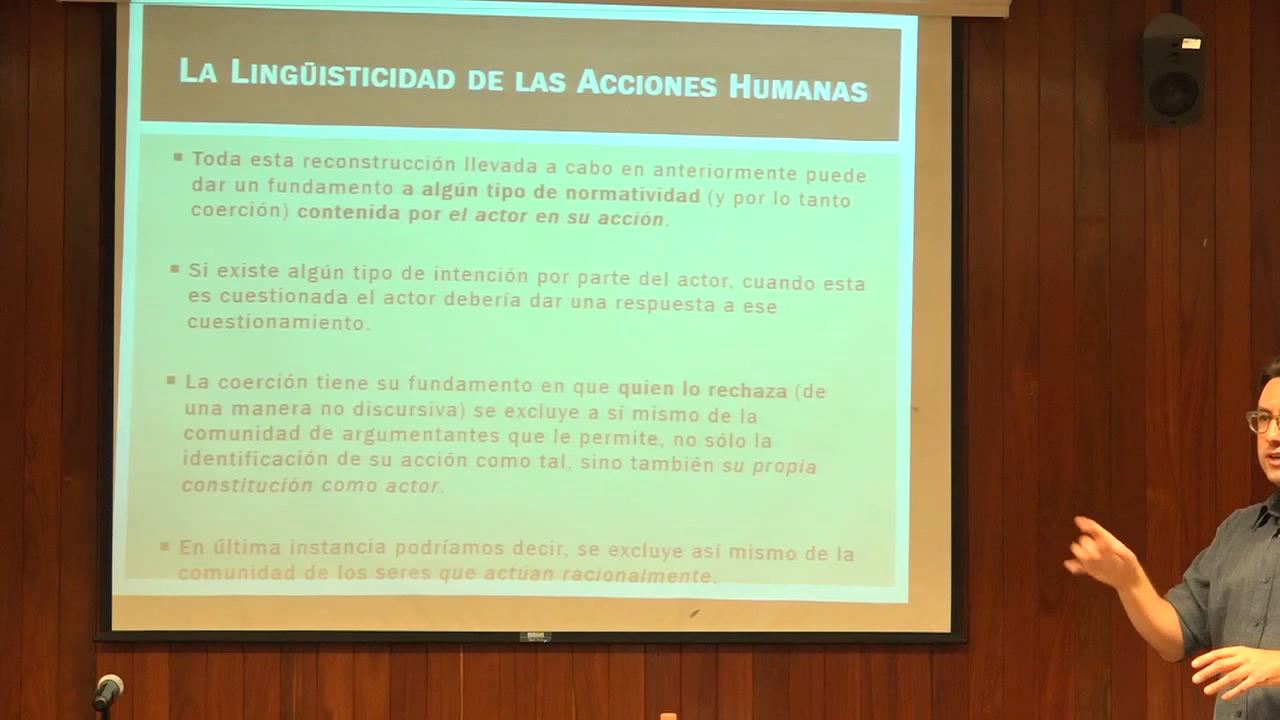 LA LINGÜISTICIDAD DE LAS ACCIONES HUMANAS
▪ Toda esta reconstrucción llevada a cabo en anteriormente puede
dar un fundamento a algún tipo de normatividad (y por lo tanto
coerción) contenida por el actor en su acción.
▪ Si existe algún tipo de intención por parte del actor, cuando esta
es cuestionada el actor debería dar una respuesta a ese
cuestionamiento.
▪ La coerción tiene su fundamento en que quien lo rechaza (de
una manera no discursiva) se excluye a sí mismo de la
comunidad de argumentantes que le permite, no sólo la
identificación de su acción como tal, sino también su propia
constitución como actor.
▪ En última instancia podríamos decir, se excluye así mismo de la
comunidad de los seres que actúan racionalmente.